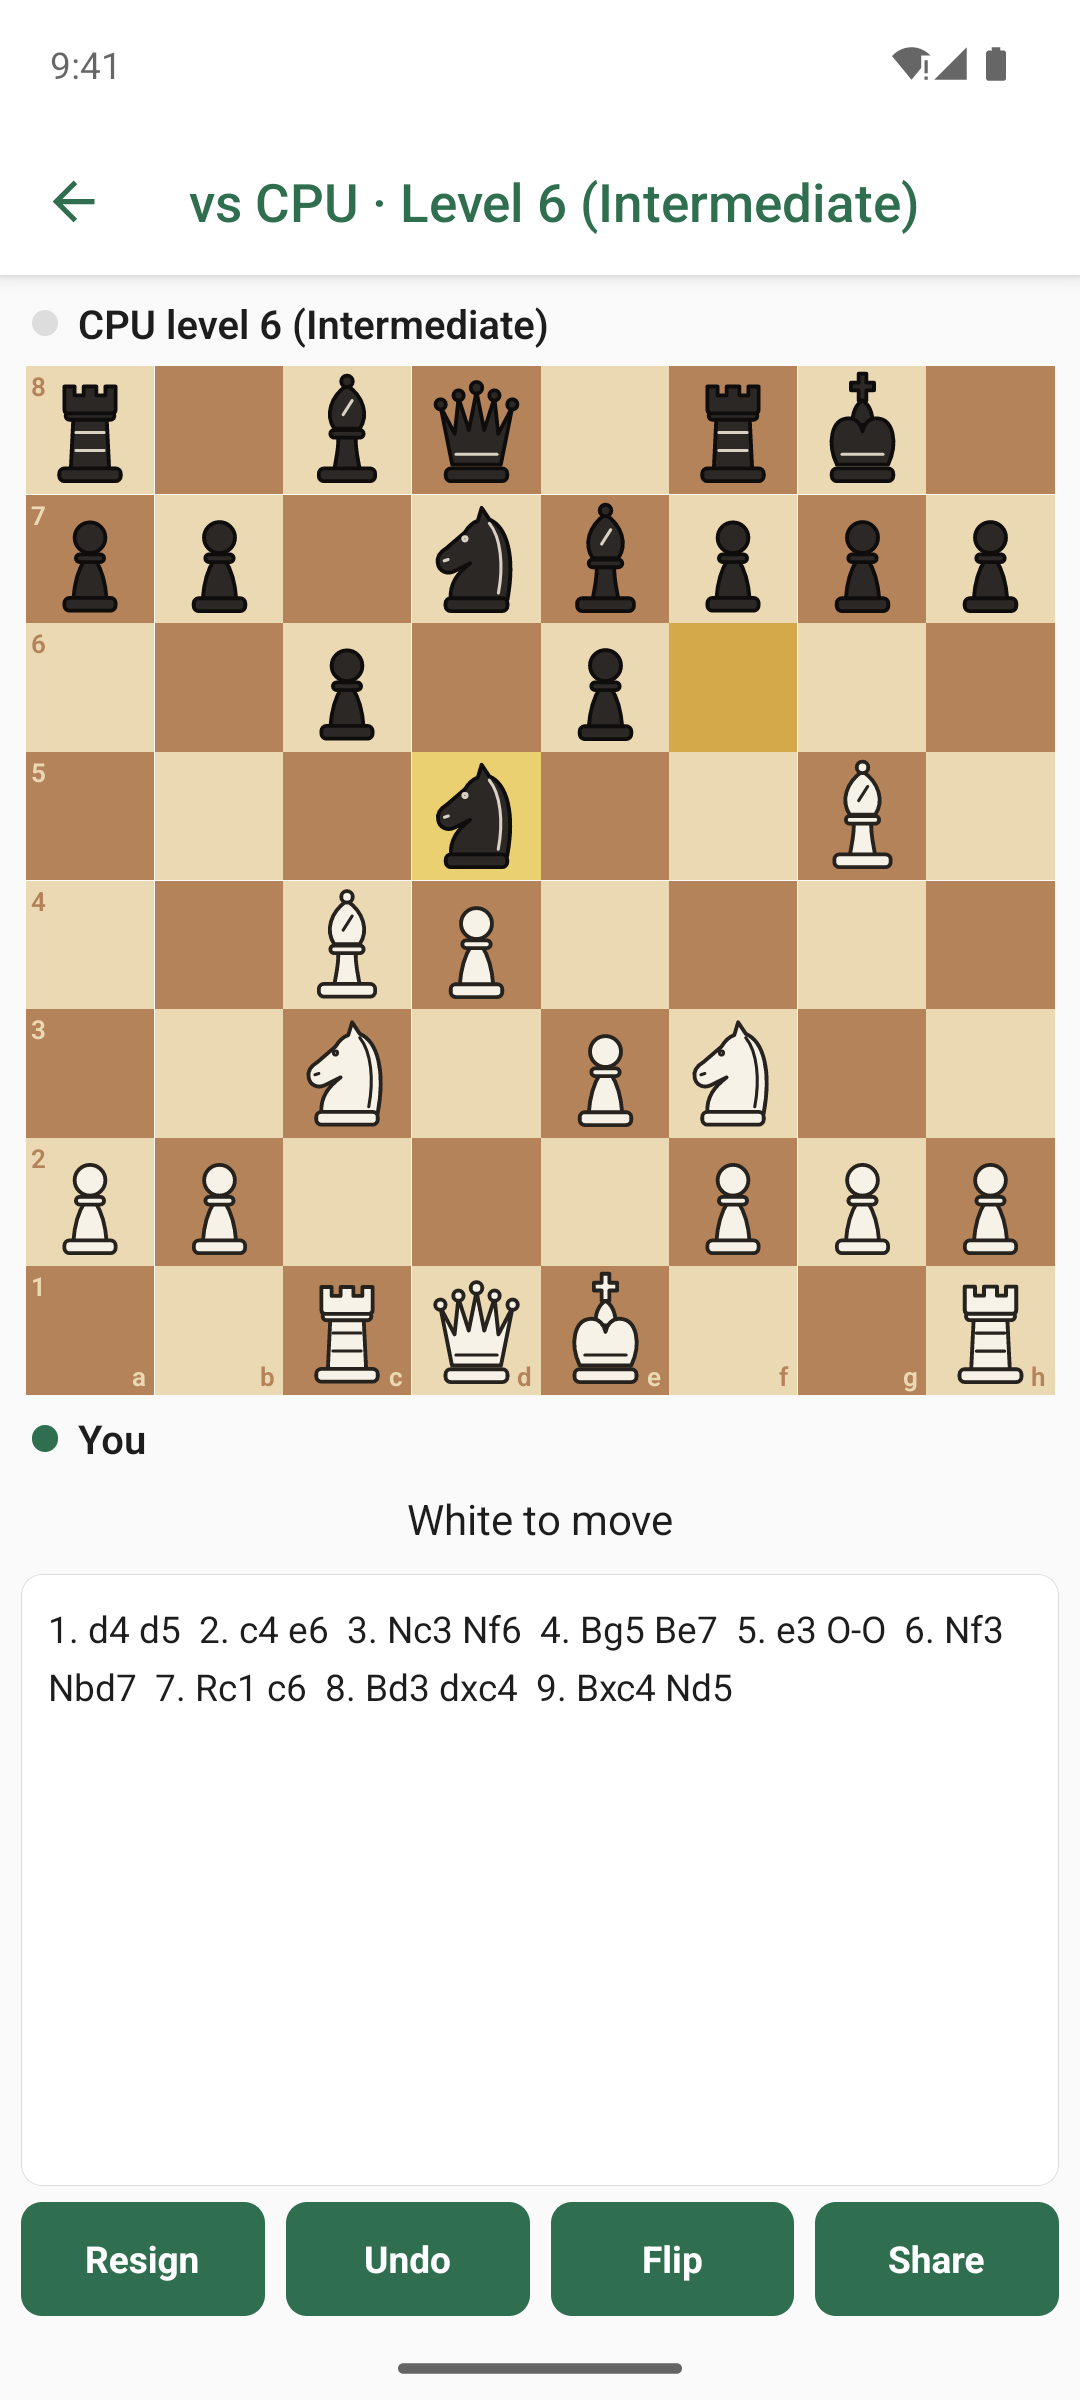 9:41
vs CPU · Level 6 (Intermediate)
CPU level 6 (Intermediate)
8
7
6
5
4
3
2
1
a b c d e f g h
You
White to move
1. d4 d5 2. c4 e6 3. Nc3 Nf6 4. Bg5 Be7 5. e3 O-O 6. Nf3
Nbd7 7. Rc1 c6 8. Bd3 dxc4 9. Bxc4 Nd5
Resign Undo Flip Share